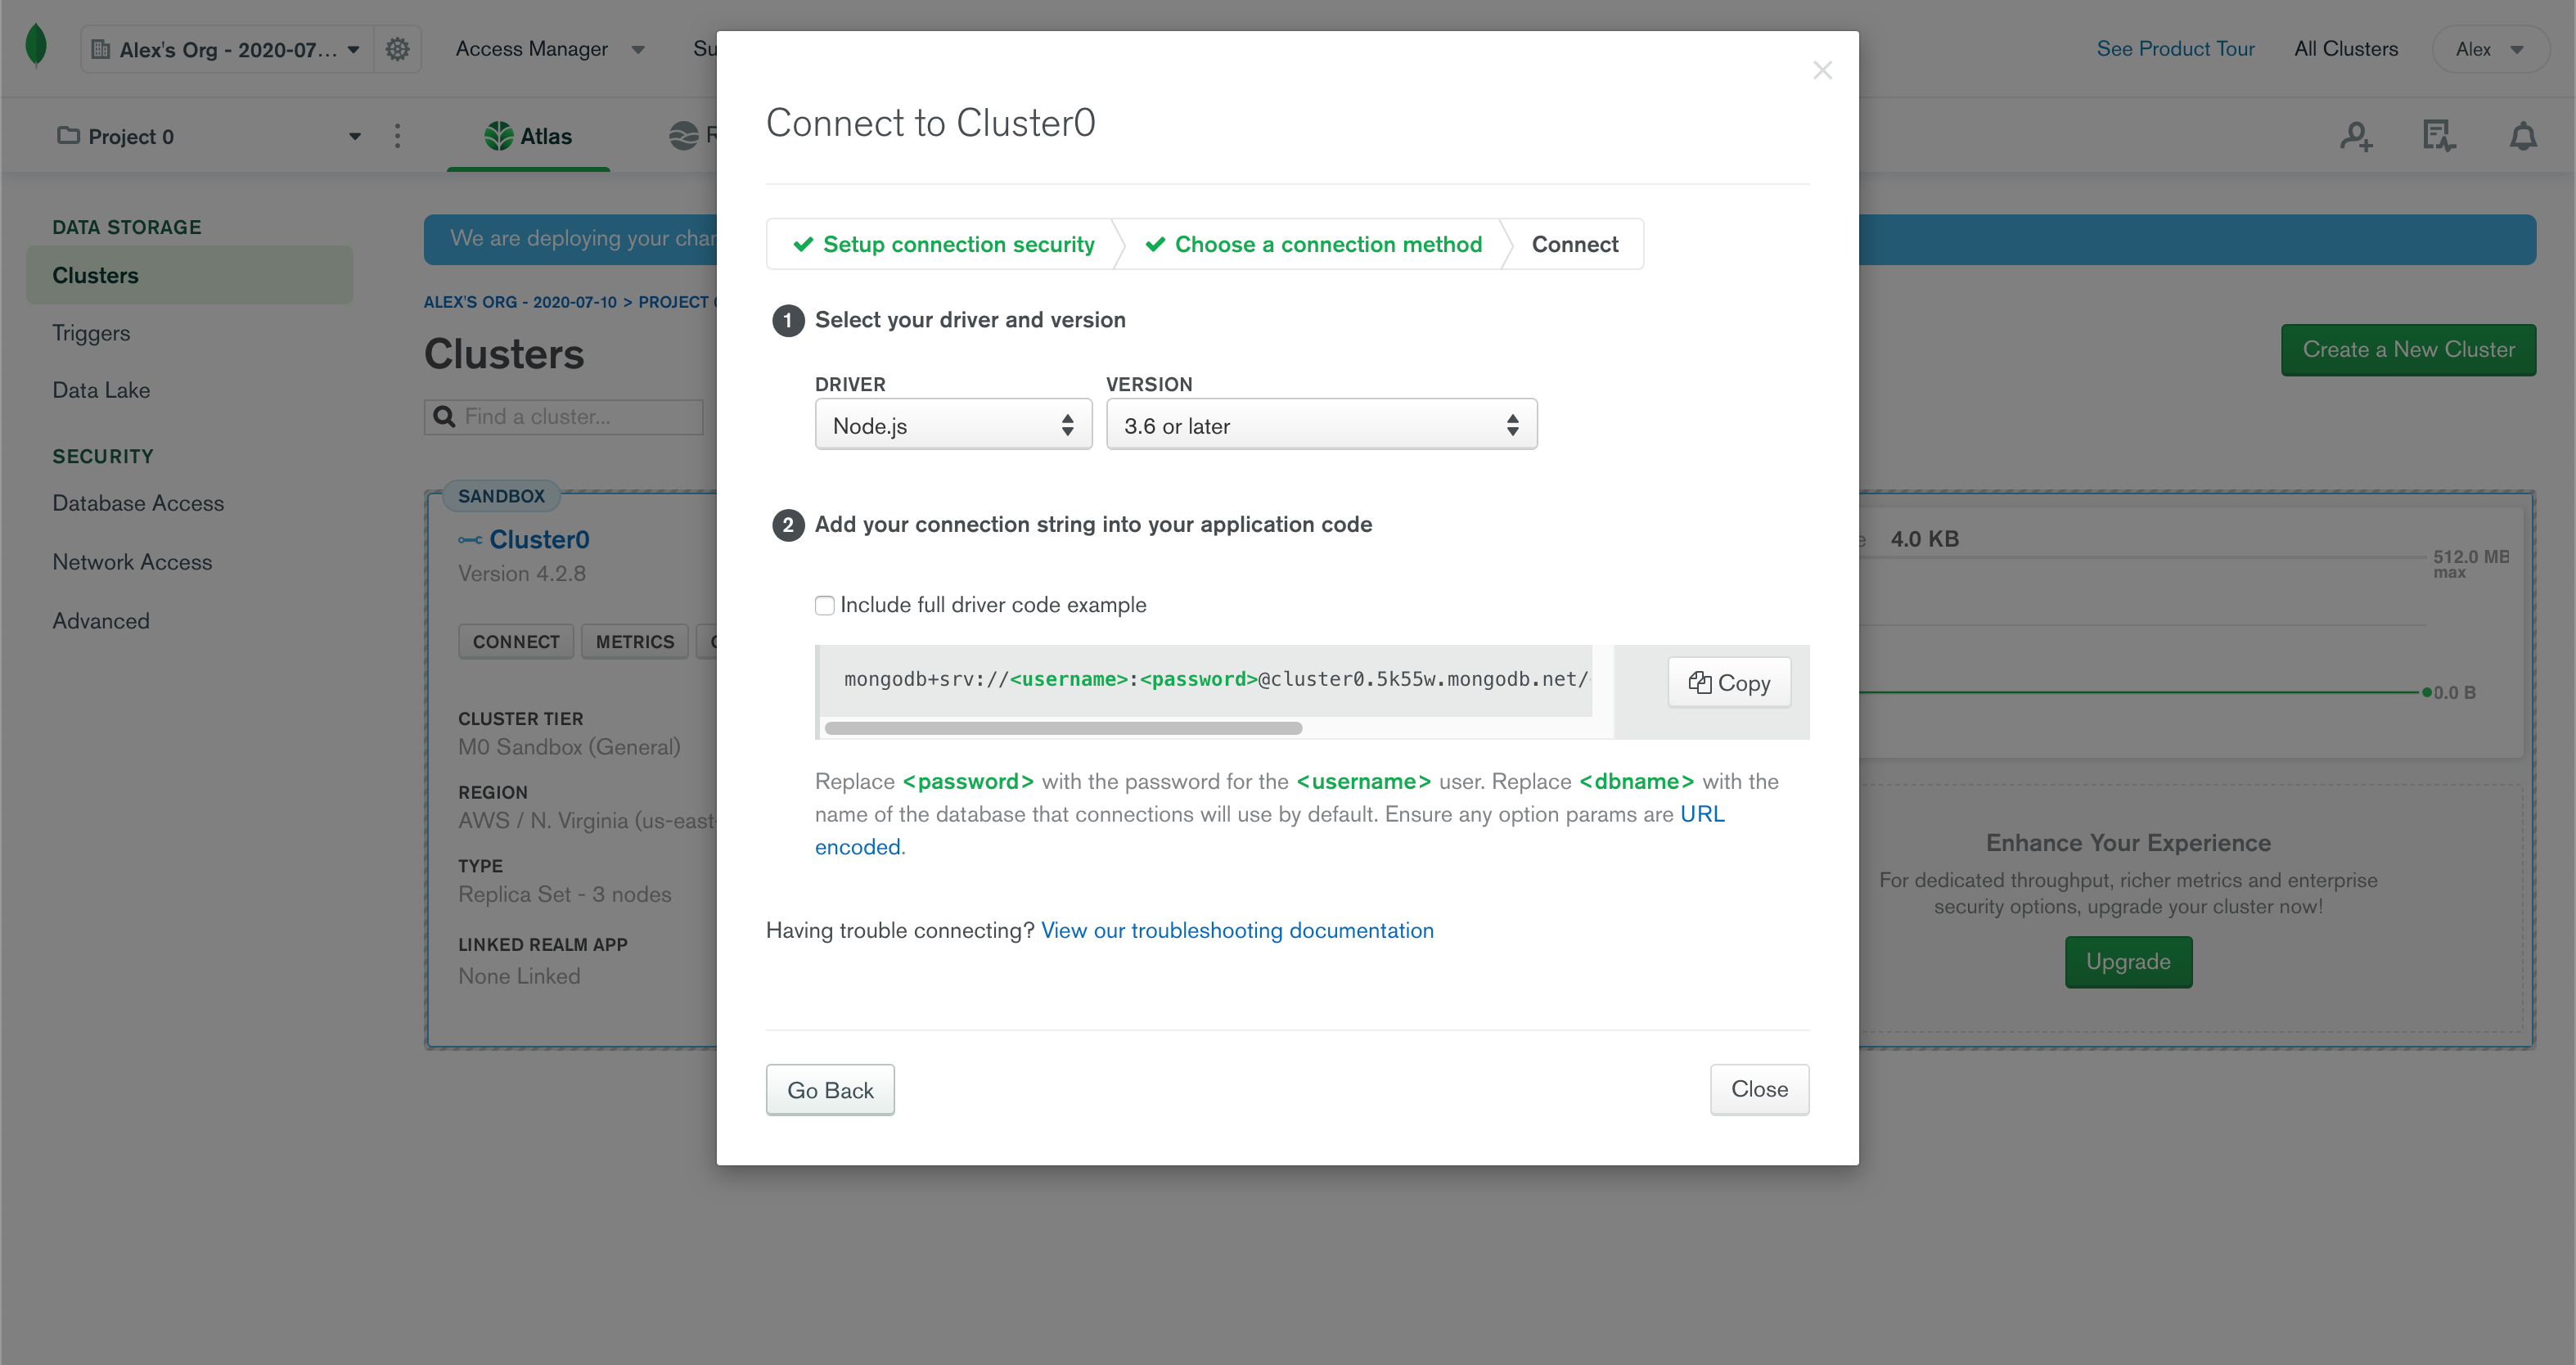 Alex's Org - 2020-07...
Access Manager
Su
See Product Tour
All Clusters
Alex
Project 0
Atlas
R
DATA STORAGE
Clusters
Triggers
Data Lake
SECURITY
Database Access
Network Access
Advanced
We are deploying your chan
ALEX'S ORG - 2020-07-10 > PROJECT
Clusters
Create a New Cluster
Find a cluster...
SANDBOX
Cluster0
Version 4.2.8
CONNECT
METRICS
CLUSTER TIER
M0 Sandbox (General)
REGION
AWS / N. Virginia (us-east-
TYPE
Replica Set - 3 nodes
LINKED REALM APP
None Linked
Connect to Cluster0
Setup connection security
Choose a connection method
Connect
1 Select your driver and version
DRIVER
VERSION
Node.js
3.6 or later
2 Add your connection string into your application code
Include full driver code example
mongodb+srv://<username>:<password>@cluster0.5k55w.mongodb.net/
Copy
Replace <password> with the password for the <username> user. Replace <dbname> with the
name of the database that connections will use by default. Ensure any option params are URL
encoded.
Having trouble connecting? View our troubleshooting documentation
Go Back
Close
4.0 KB
512.0 MB
max
0.0 B
Enhance Your Experience
For dedicated throughput, richer metrics and enterprise
security options, upgrade your cluster now!
Upgrade